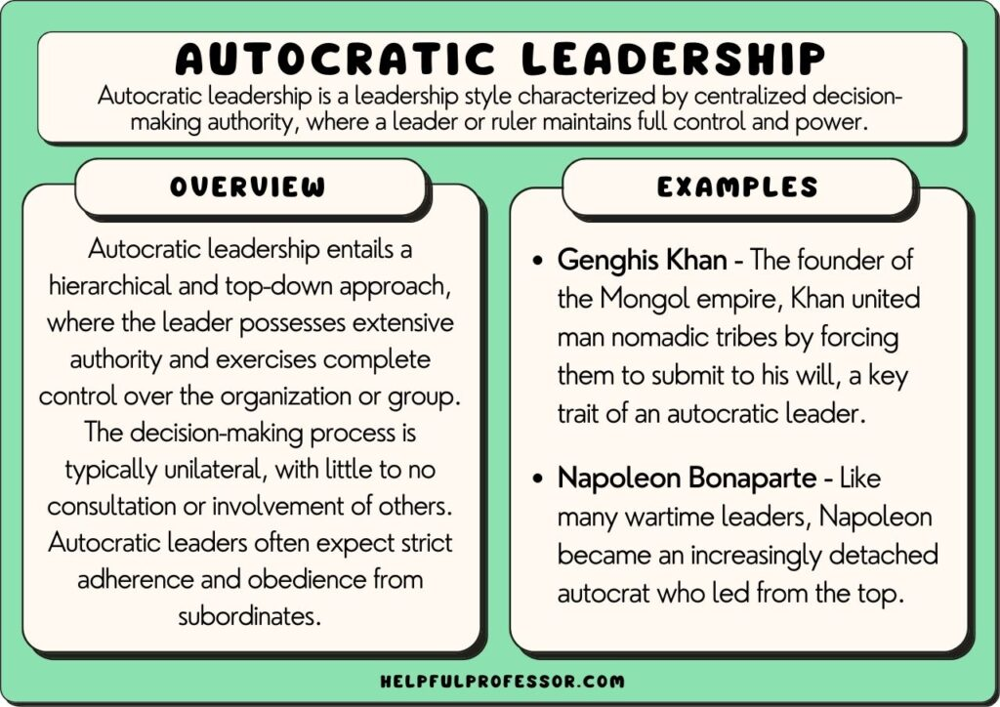 AUTOCRATIC LEADERSHIP
Autocratic leadership is a leadership style characterized by centralized decision-
making authority, where a leader or ruler maintains full control and power.
OVERVIEW
Autocratic leadership entails a
hierarchical and top-down approach,
where the leader possesses extensive
authority and exercises complete
control over the organization or group.
The decision-making process is
typically unilateral, with little to no
consultation or involvement of others.
Autocratic leaders often expect strict
adherence and obedience from
subordinates.
EXAMPLES
• Genghis Khan - The founder of
the Mongol empire, Khan united
man nomadic tribes by forcing
them to submit to his will, a key
trait of an autocratic leader.
• Napoleon Bonaparte - Like
many wartime leaders, Napoleon
became an increasingly detached
autocrat who led from the top.
HELPFULPROFESSOR.COM